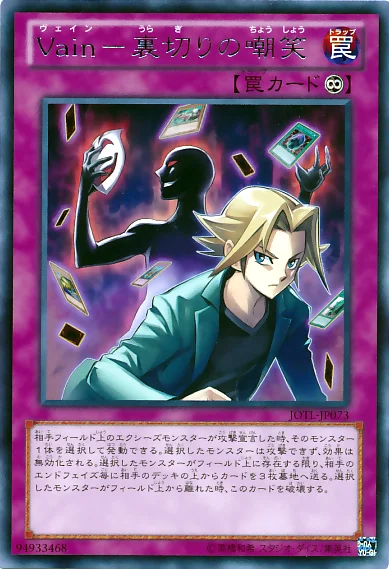 ヴェイン うらぎ ちょうしょう
Vain－裏切りの嘲笑
トラップ
罠
【罠カード∞】
JOTL-JP073
相手フィールド上のエクシーズモンスターが攻撃宣言した時、そのモンスター
1体を選択して発動できる。選択したモンスターは攻撃できず、効果は
無効化される。選択したモンスターがフィールド上に存在する限り、相手の
エンドフェイズ毎に相手のデッキの上からカードを3枚墓地へ送る。選択した
モンスターがフィールド上から離れた時、このカードを破壊する。
94933468
©高橋和希 スタジオ・ダイス/集英社